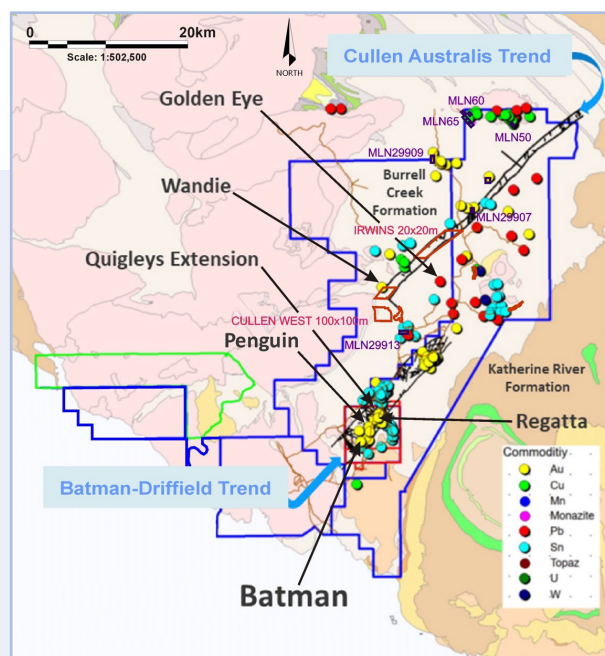 0
20km
Scale: 1:502,500
NORTH
Cullen Australis Trend
Golden Eye
MLN60
MLN65
MLN50
MLN29909
Wandie
Burrell
Creek
Formation
MLN29907
IRWINS 20x20m
Quigleys Extension
CULLEN WEST 100x100m
Penguin
MLN29913
Katherine River
Formation
Regatta
Batman-Driffield Trend
Batman
Commoditiy
Au
Cu
Mn
Monazite
Pb
Sn
Topaz
U
W